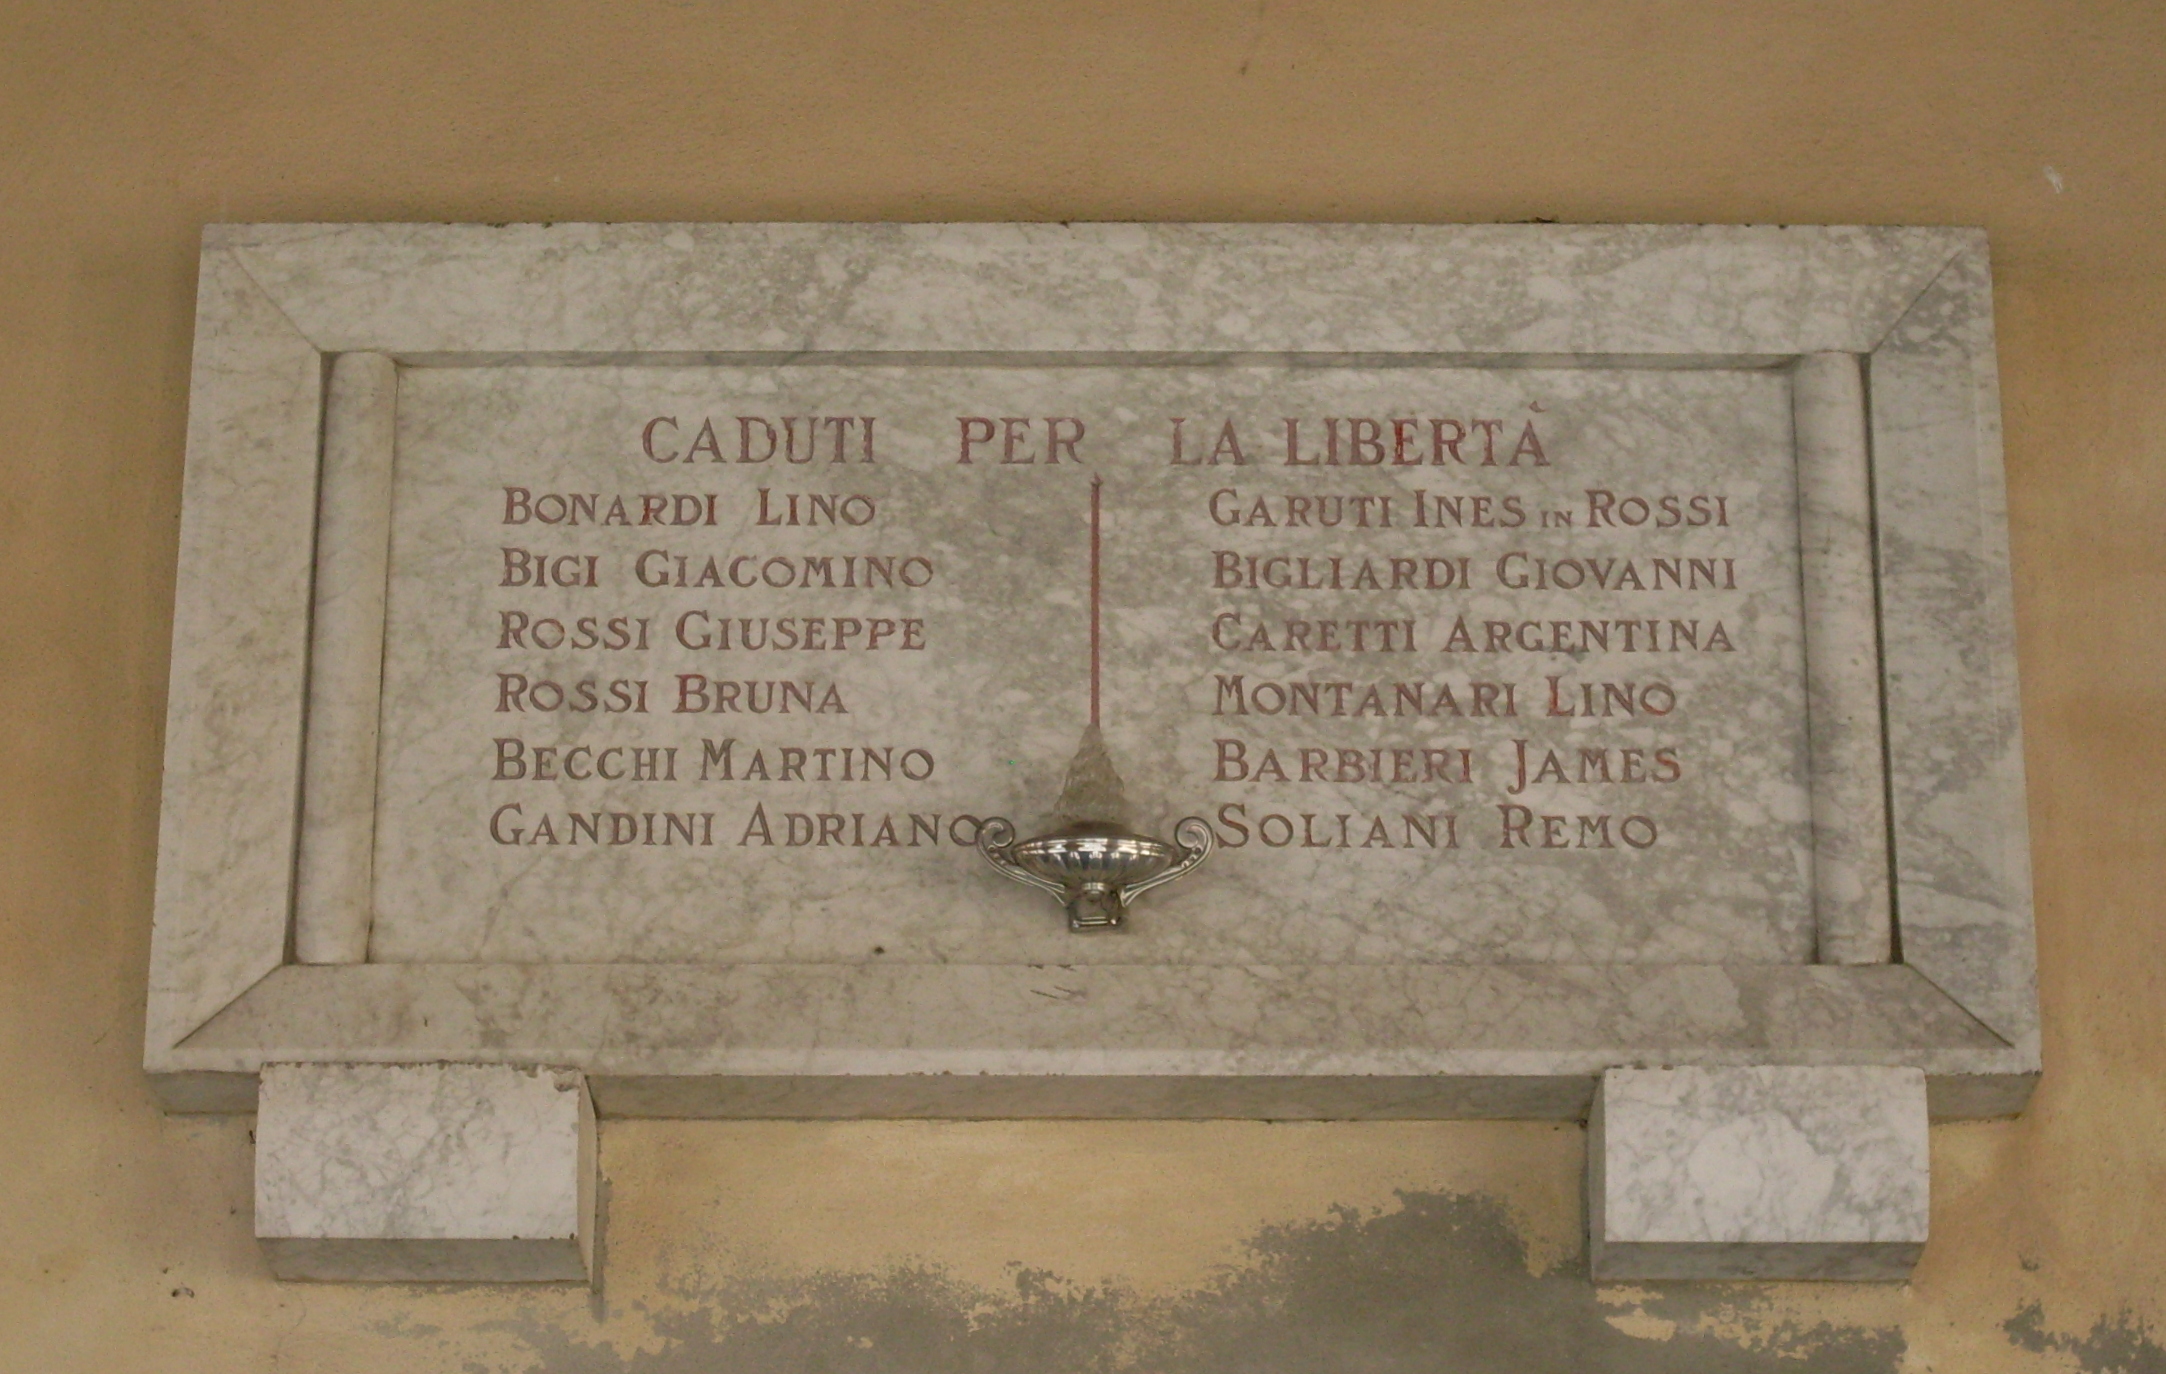 CADUTI PER LA LIBERTÀ
BONARDI LINO
BIGI GIACOMINO
ROSSI GIUSEPPE
ROSSI BRUNA
BECCHI MARTINO
GANDINI ADRIANO
GARUTI INES IN ROSSI
BIGLIARDI GIOVANNI
CARETTI ARGENTINA
MONTANARI LINO
BARBIERI JAMES
SOLIANI REMO